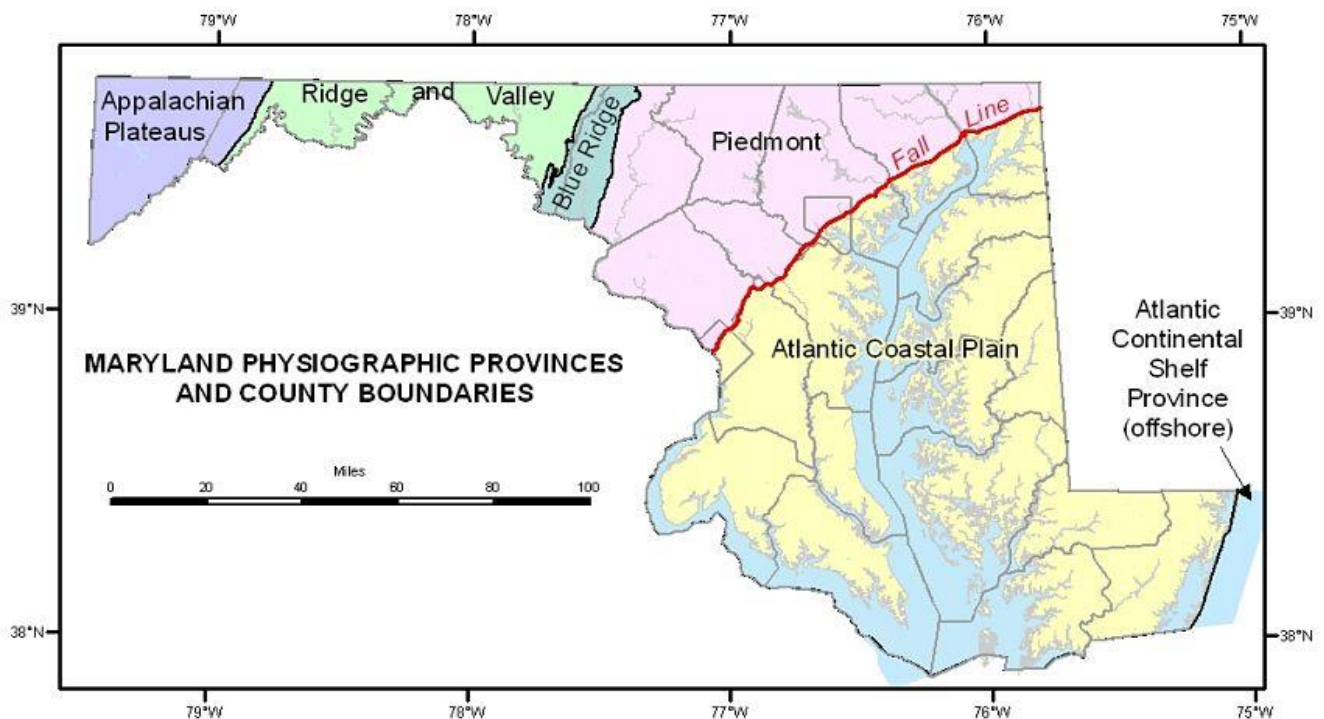 79°W 78°W 77°W 76°W 75°W
Appalachian
Plateaus
Ridge and Valley
Blue Ridge
Piedmont
Fall Line
39°N 39°N
Atlantic
Continental
Shelf
Province
(offshore)
MARYLAND PHYSIOGRAPHIC PROVINCES
AND COUNTY BOUNDARIES
Atlantic Coastal Plain
Miles
0 20 40 60 80 100
38°N 38°N
79°W 78°W 77°W 76°W 75°W